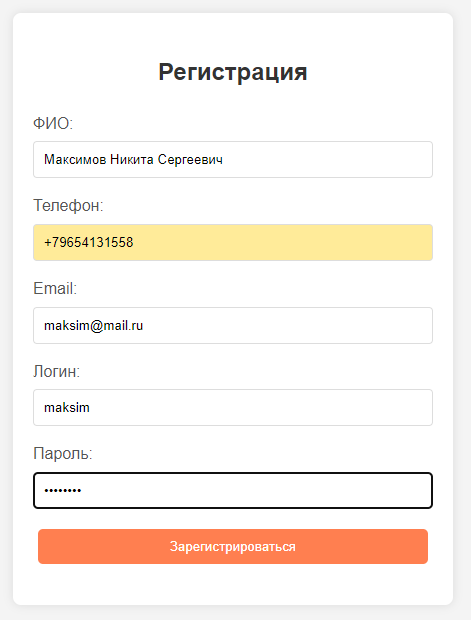 Регистрация
ФИО:
Максимов Никита Сергеевич
Телефон:
+79654131558
Email:
maksim@mail.ru
Логин:
maksim
Пароль:
••••••••
Зарегистрироваться